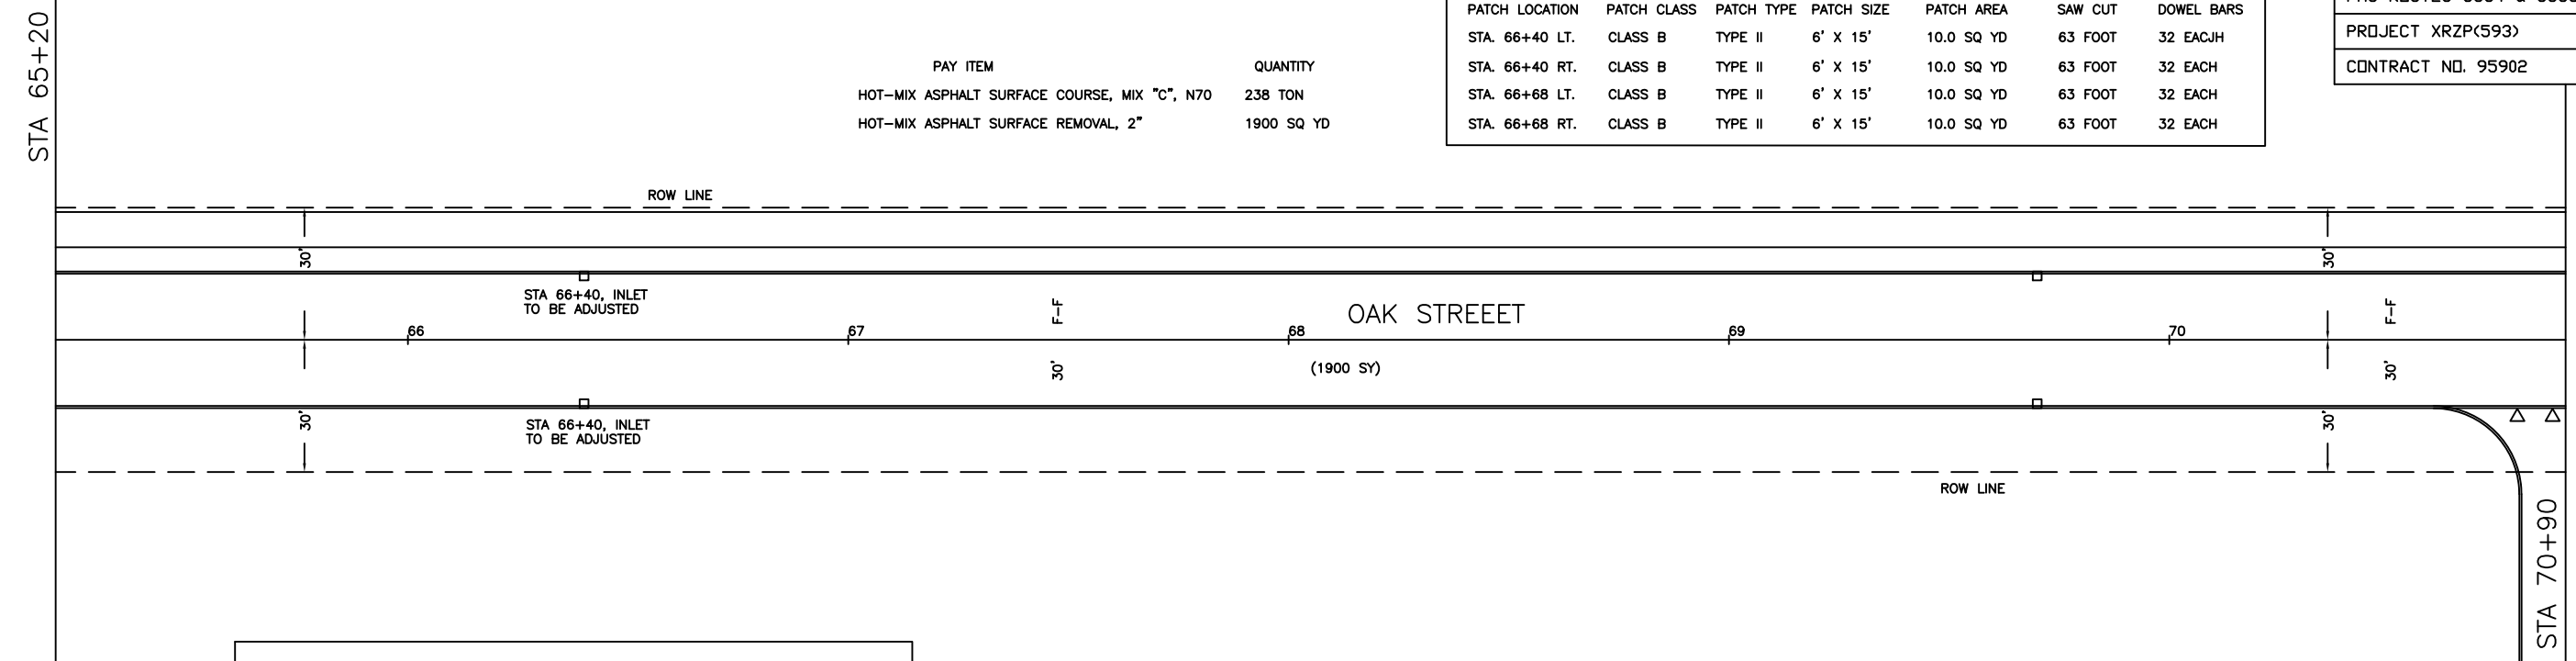 STA 65+20
PAY ITEM QUANTITY
HOT-MIX ASPHALT SURFACE COURSE, MIX "C", N70 238 TON
HOT-MIX ASPHALT SURFACE REMOVAL, 2" 1900 SQ YD
PATCH LOCATION PATCH CLASS PATCH TYPE PATCH SIZE PATCH AREA SAW CUT DOWEL BARS
STA. 66+40 LT. CLASS B TYPE II 6' X 15' 10.0 SQ YD 63 FOOT 32 EACJH
STA. 66+40 RT. CLASS B TYPE II 6' X 15' 10.0 SQ YD 63 FOOT 32 EACH
STA. 66+68 LT. CLASS B TYPE II 6' X 15' 10.0 SQ YD 63 FOOT 32 EACH
STA. 66+68 RT. CLASS B TYPE II 6' X 15' 10.0 SQ YD 63 FOOT 32 EACH
PROJECT XRZP(593)
CONTRACT NO. 95902
ROW LINE
30'
30'
STA 66+40, INLET
TO BE ADJUSTED
F-F
OAK STREEET
F-F
66 67 68 69 70
30'
(1900 SY)
30'
30'
30'
STA 66+40, INLET
TO BE ADJUSTED
ROW LINE
STA 70+90